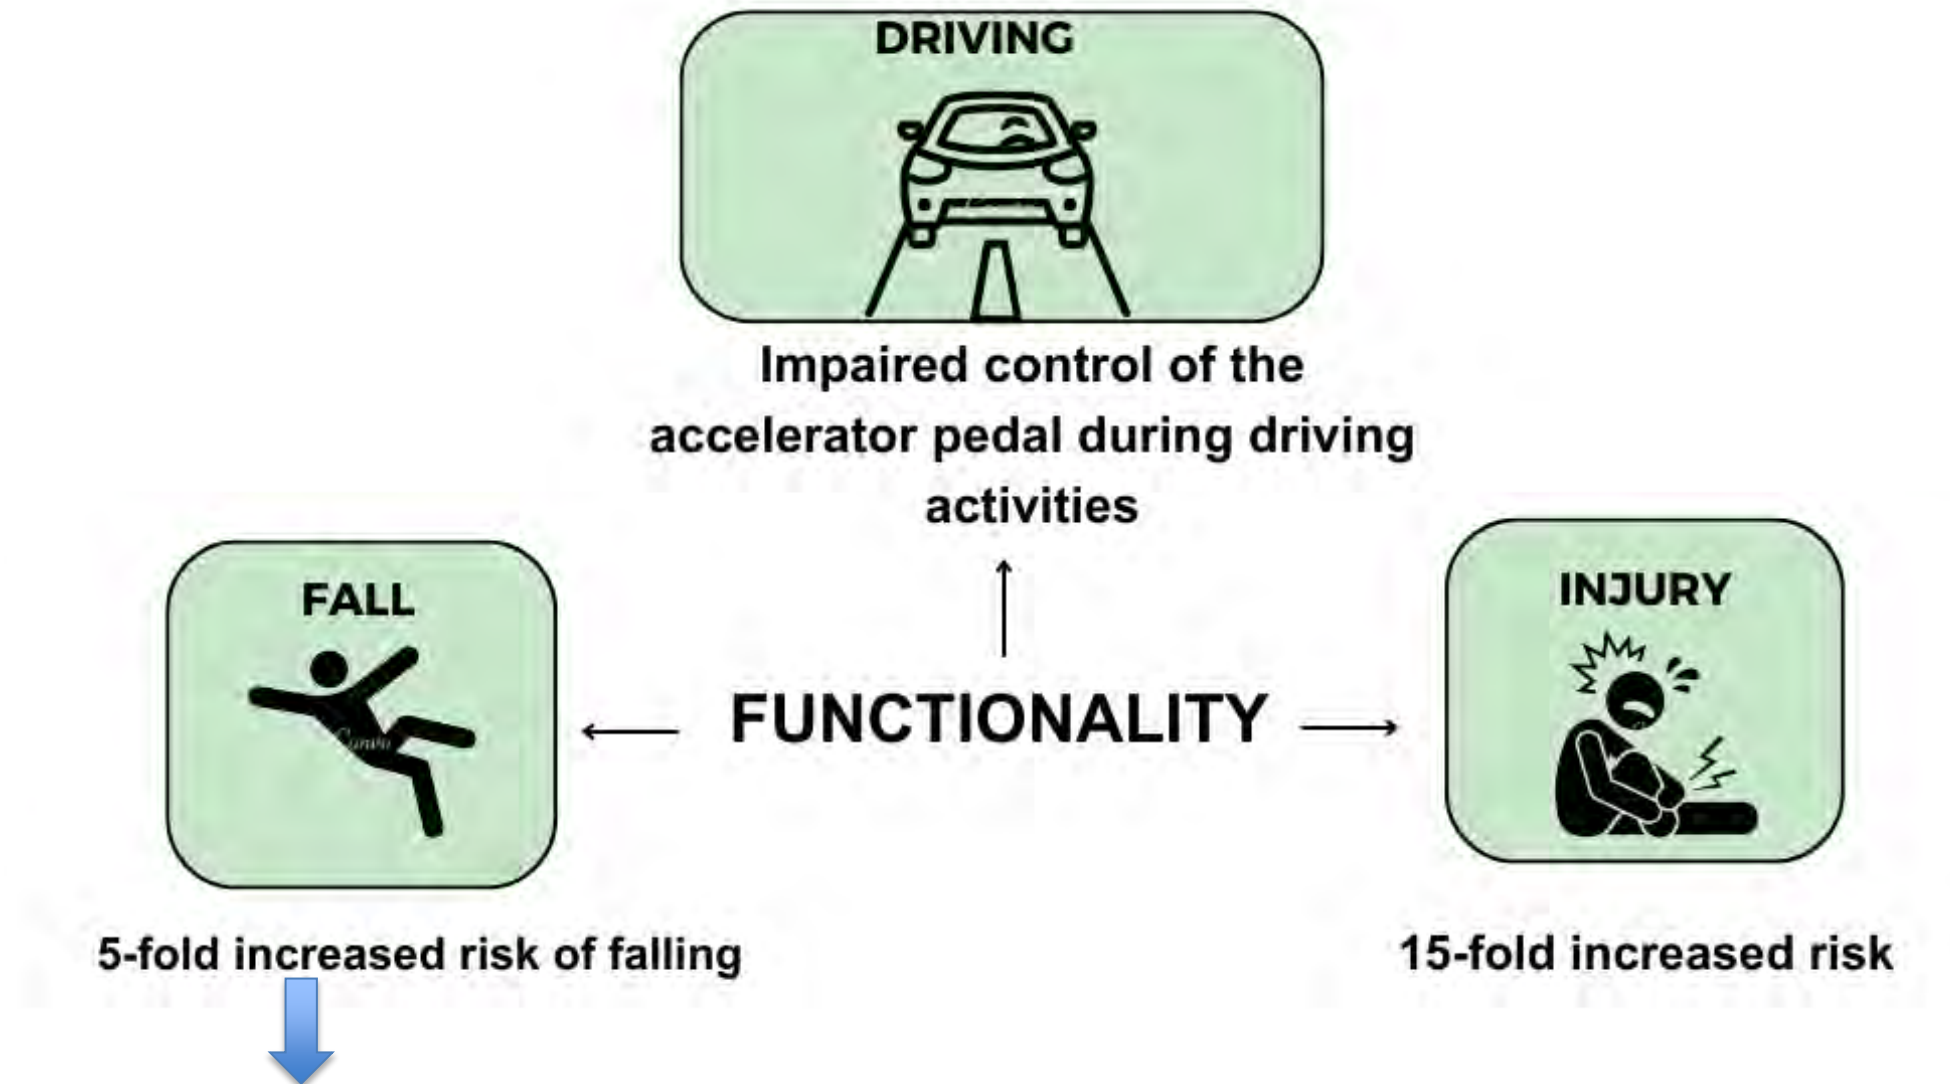 DRIVING
Impaired control of the
accelerator pedal during driving
activities
FALL
INJURY
FUNCTIONALITY
5-fold increased risk of falling
15-fold increased risk